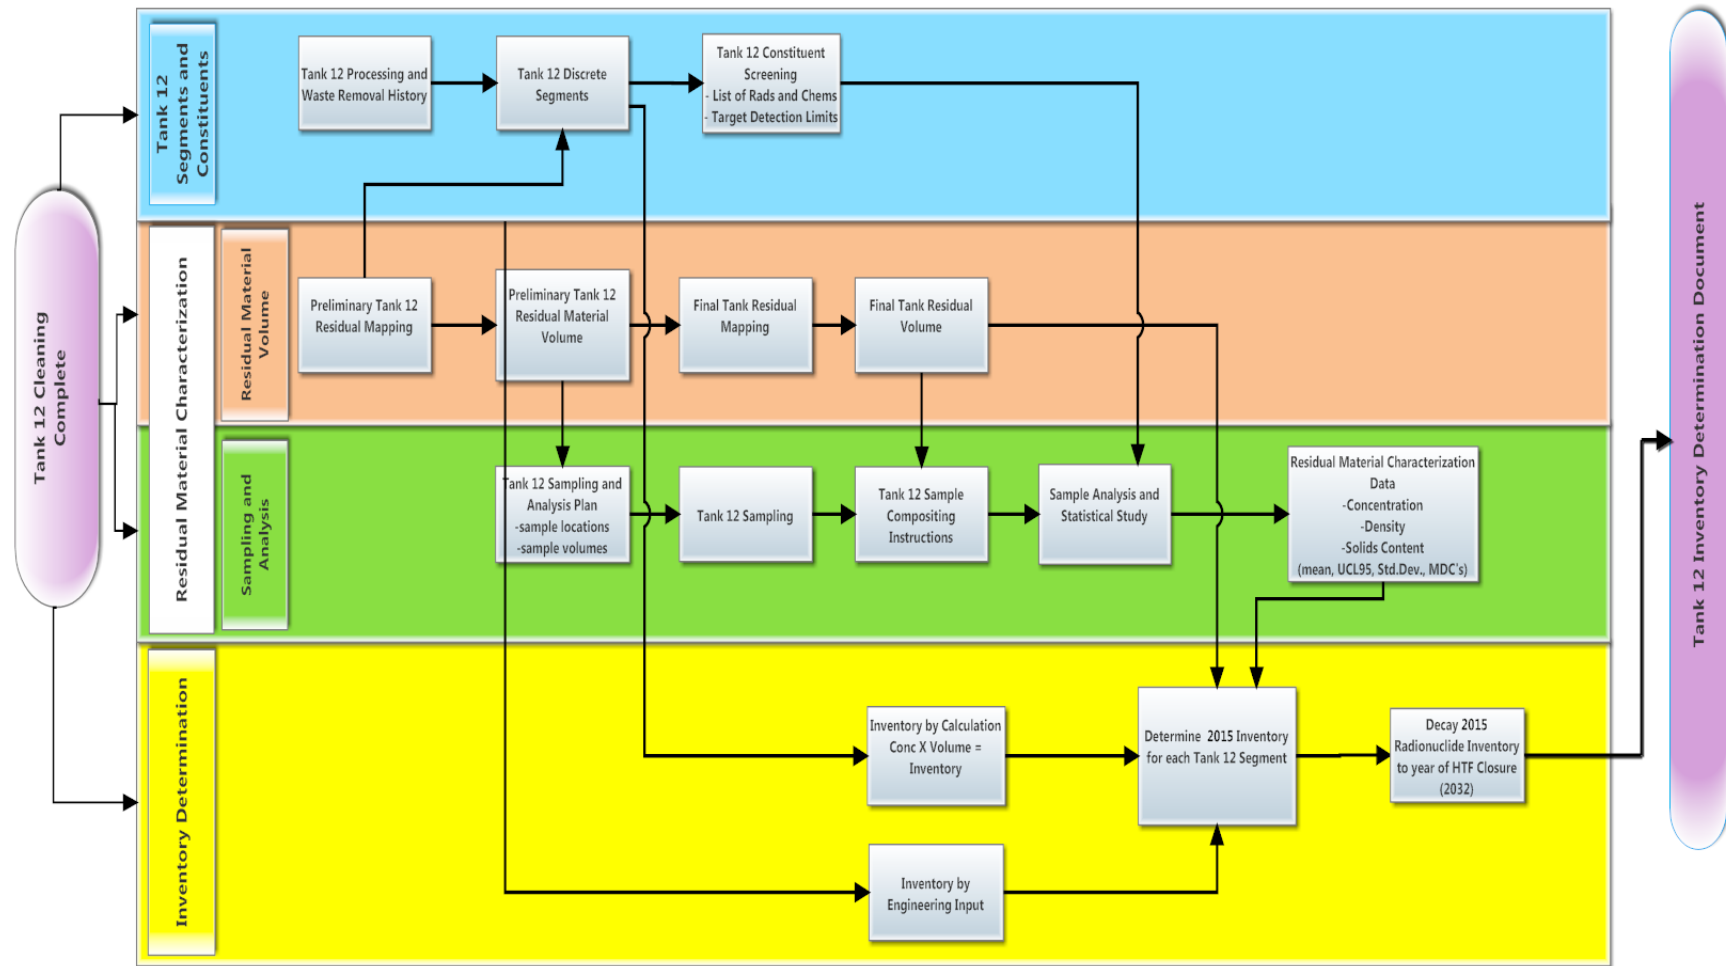 Tank 12 Cleaning
Complete
Tank 12
Segments and
Constituents
Tank 12 Processing and
Waste Removal History
Tank 12 Discrete
Segments
Tank 12 Constituent
Screening
- List of Rads and Chems
- Target Detection Limits
Residual Material Characterization
Residual Material
Volume
Preliminary Tank 12
Residual Mapping
Preliminary Tank 12
Residual Material
Volume
Final Tank Residual
Mapping
Final Tank Residual
Volume
Sampling and
Analysis
Tank 12 Sampling and
Analysis Plan
-sample locations
-sample volumes
Tank 12 Sampling
Tank 12 Sample
Compositing
Instructions
Sample Analysis and
Statistical Study
Residual Material Characterization
Data
-Concentration
-Density
-Solids Content
(mean, UCL95, Std.Dev., MDC's)
Inventory Determination
Inventory by Calculation
Conc X Volume =
Inventory
Determine 2015 Inventory
for each Tank 12 Segment
Decay 2015
Radionuclide Inventory
to year of HTF Closure
(2032)
Inventory by
Engineering Input
Tank 12 Inventory Determination Document